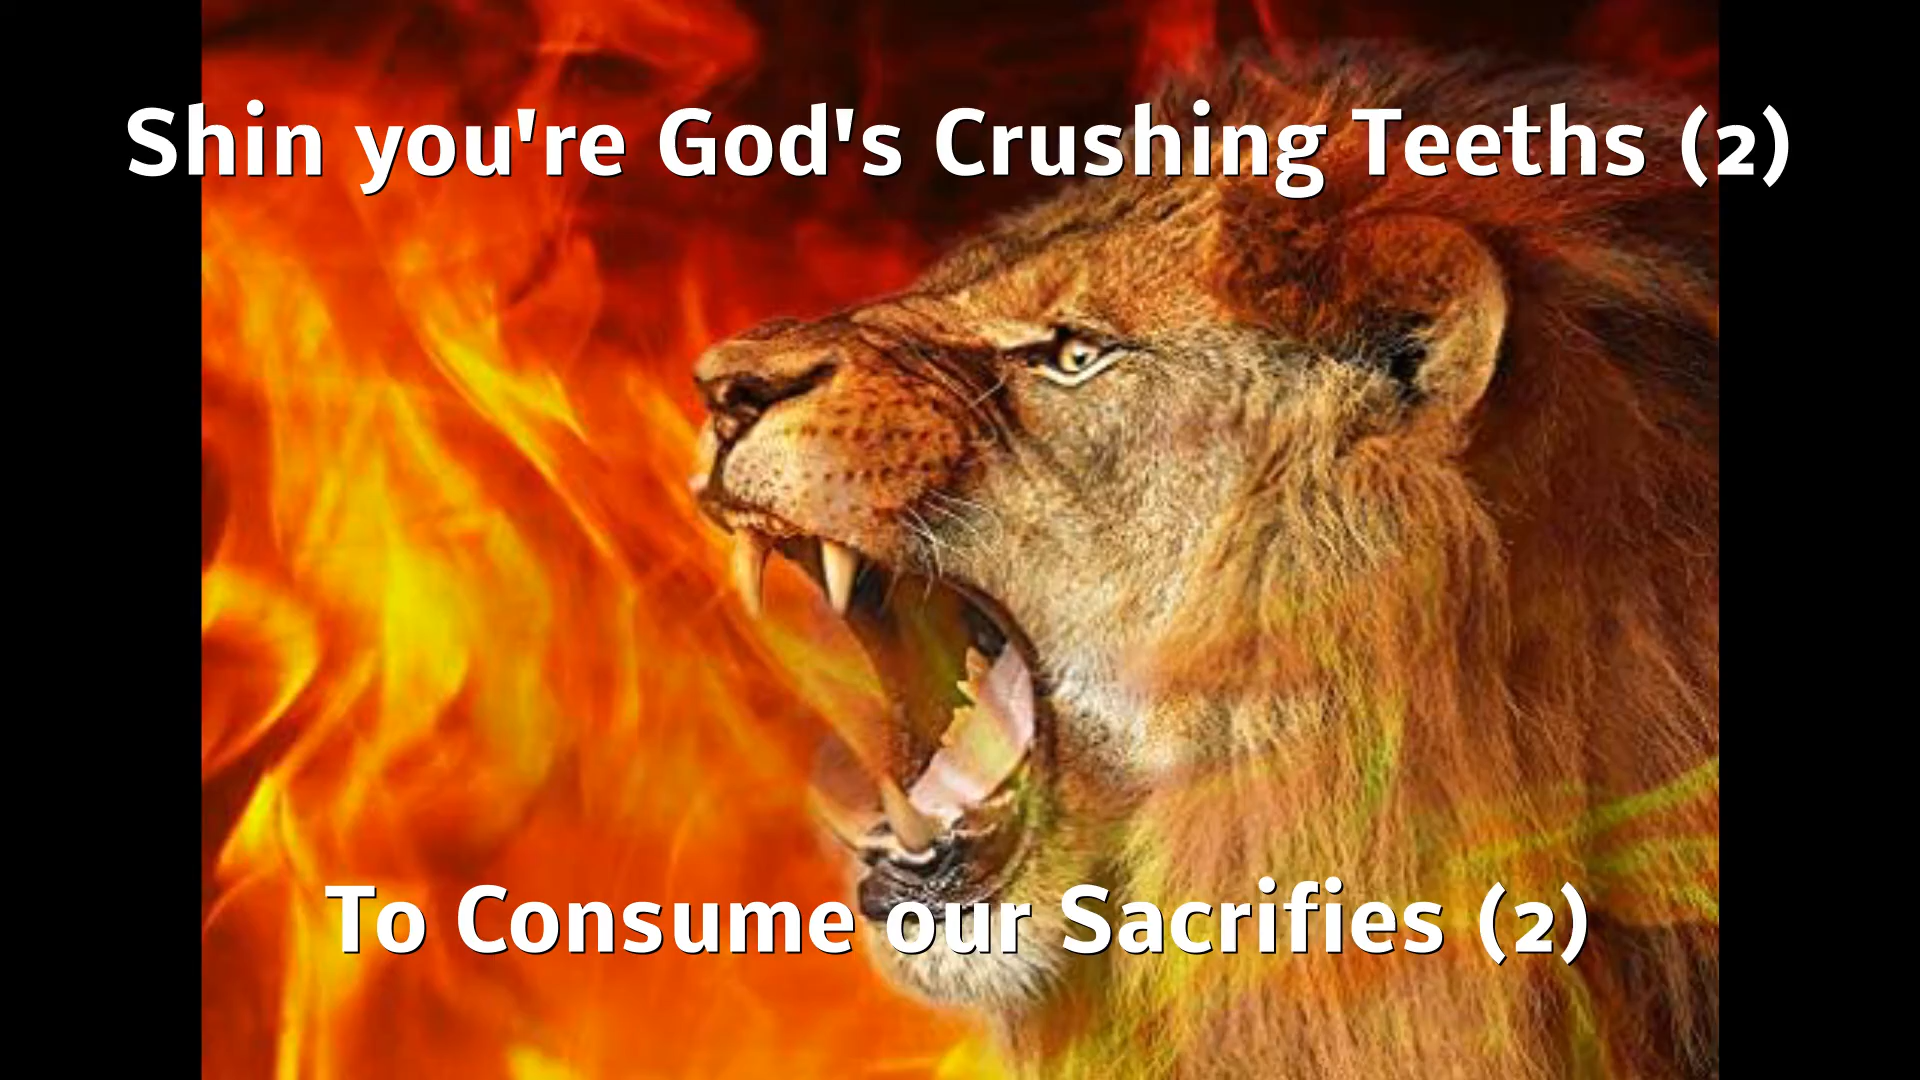 Shin you're God's Crushing Teeths (2)
To Consume our Sacrifies (2)